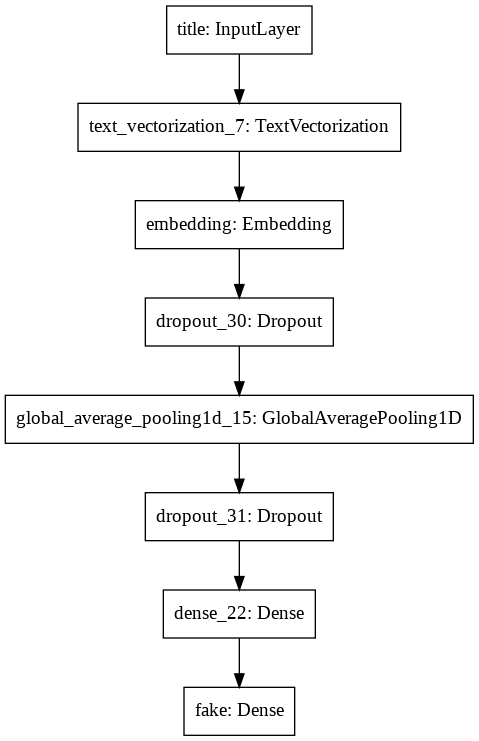 title: InputLayer
text_vectorization_7: TextVectorization
embedding: Embedding
dropout_30: Dropout
global_average_pooling1d_15: GlobalAveragePooling1D
dropout_31: Dropout
dense_22: Dense
fake: Dense